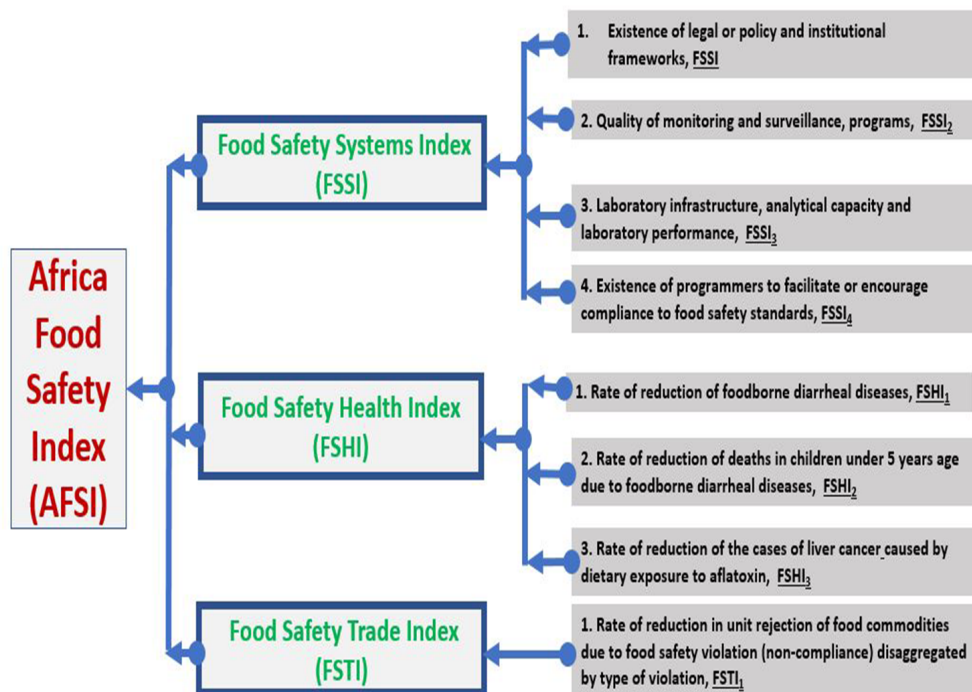 Africa
Food
Safety
Index
(AFSI)
Food Safety Systems Index
(FSSI)
1. Existence of legal or policy and institutional
frameworks, FSSI
2. Quality of monitoring and surveillance, programs, FSSI2
3. Laboratory infrastructure, analytical capacity and
laboratory performance, FSSI3
4. Existence of programmers to facilitate or encourage
compliance to food safety standards, FSSI4
Food Safety Health Index
(FSHI)
1. Rate of reduction of foodborne diarrheal diseases, FSHI1
2. Rate of reduction of deaths in children under 5 years age
due to foodborne diarrheal diseases, FSHI2
3. Rate of reduction of the cases of liver cancer caused by
dietary exposure to aflatoxin, FSHI3
Food Safety Trade Index
(FSTI)
1. Rate of reduction in unit rejection of food commodities
due to food safety violation (non-compliance) disaggregated
by type of violation, FSTI1